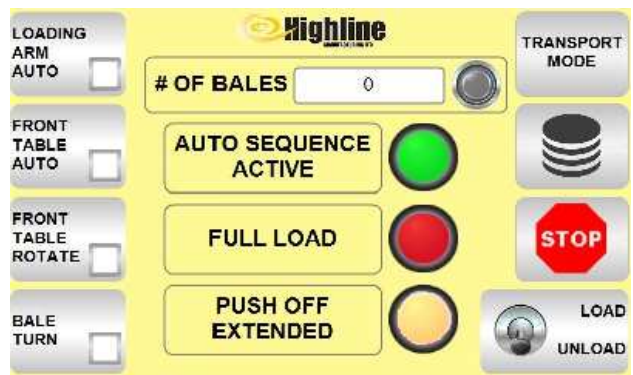 LOADING
ARM
AUTO
Highline
TRANSPORT
MODE
# OF BALES
0
FRONT
TABLE
AUTO
AUTO SEQUENCE
ACTIVE
FRONT
TABLE
ROTATE
FULL LOAD
STOP
BALE
TURN
PUSH OFF
EXTENDED
LOAD
UNLOAD